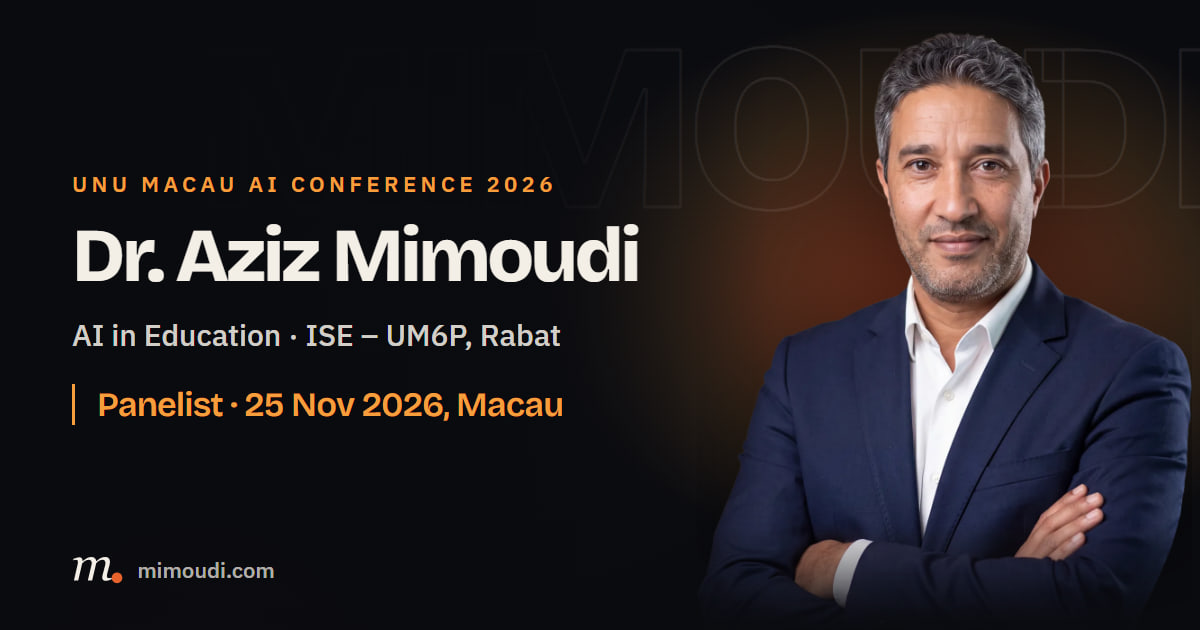 UNU MACAU AI CONFERENCE 2026
Dr. Aziz Mimoudi
AI in Education · ISE – UM6P, Rabat
Panelist · 25 Nov 2026, Macau
m.
mimoudi.com